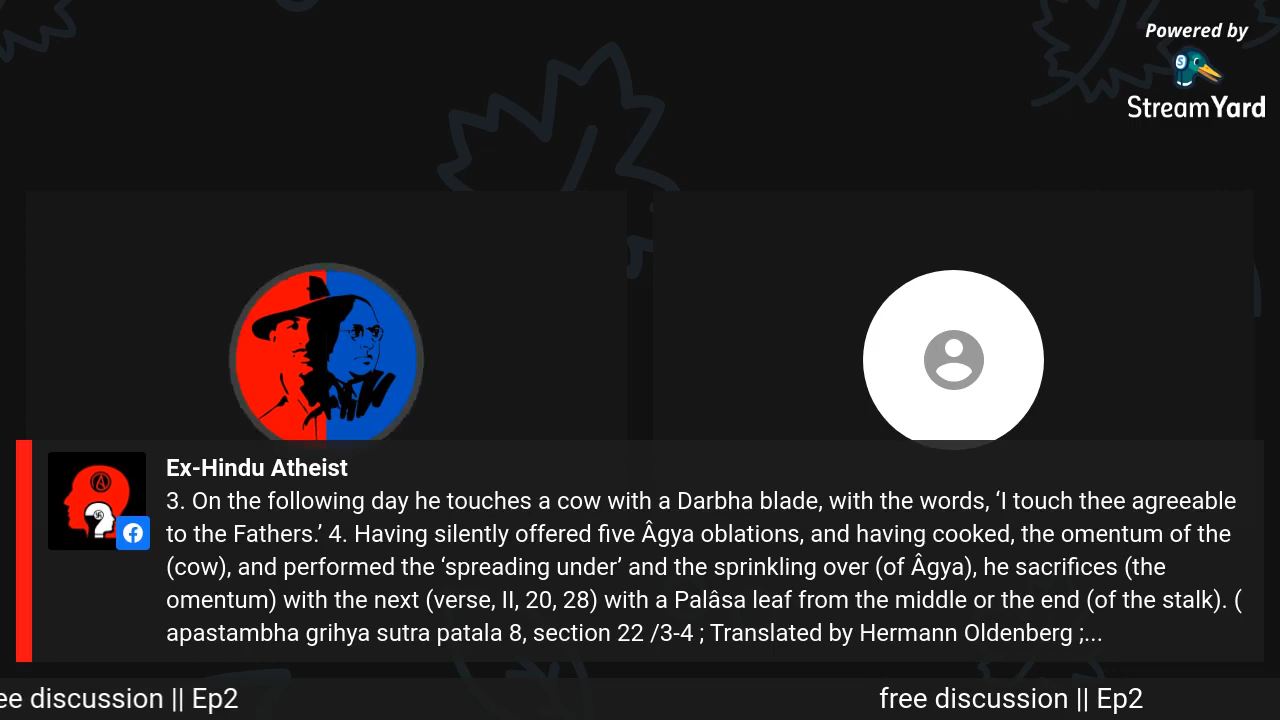 Powered by
StreamYard
Ex-Hindu Atheist
3. On the following day he touches a cow with a Darbha blade, with the words, ‘I touch thee agreeable
to the Fathers.’ 4. Having silently offered five Âgya oblations, and having cooked, the omentum of the
(cow), and performed the ‘spreading under’ and the sprinkling over (of Âgya), he sacrifices (the
omentum) with the next (verse, II, 20, 28) with a Palâsa leaf from the middle or the end (of the stalk). (
apastambha grihya sutra patala 8, section 22 /3-4 ; Translated by Hermann Oldenberg ;...
ee discussion || Ep2 free discussion || Ep2